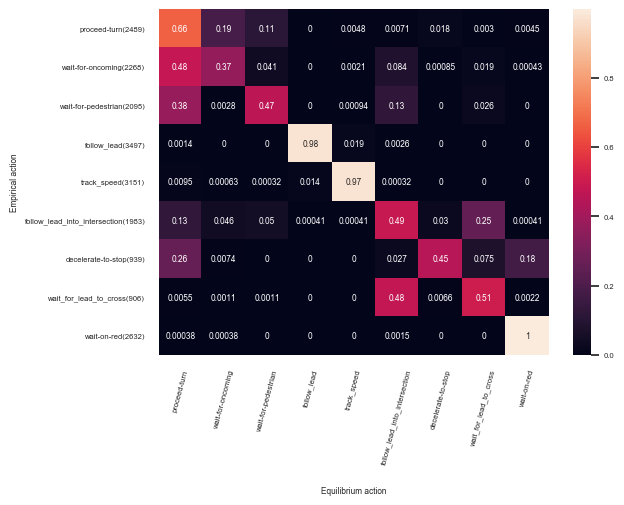 proceed-turn(2489) 0.66 0.19 0.11 0 0.0048 0.0071 0.018 0.003 0.0045
wait-for-oncoming(2265) 0.48 0.37 0.041 0 0.0021 0.084 0.00085 0.019 0.00043
wait-for-pedestrian(2095) 0.38 0.0028 0.47 0 0.00094 0.13 0 0.026 0
follow_lead(3497) 0.0014 0 0 0.98 0.019 0.0026 0 0 0
track_speed(3151) 0.0095 0.00063 0.00032 0.014 0.97 0.00032 0 0 0
follow_lead_into_intersection(1983) 0.13 0.046 0.05 0.00041 0.00041 0.49 0.03 0.25 0.00041
decelerate-to-stop(939) 0.26 0.0074 0 0 0 0.027 0.45 0.075 0.18
wait_for_lead_to_cross(906) 0.0055 0.0011 0.0011 0 0 0.48 0.0066 0.51 0.0022
wait-on-red(2632) 0.00038 0.00038 0 0 0 0.0015 0 0 1
Empirical action
proceed-turn
wait-for-oncoming
wait-for-pedestrian
follow_lead
track_speed
follow_lead_into_intersection
decelerate-to-stop
wait_for_lead_to_cross
wait-on-red
Equilibrium action
0.8
0.6
0.4
0.2
0.0